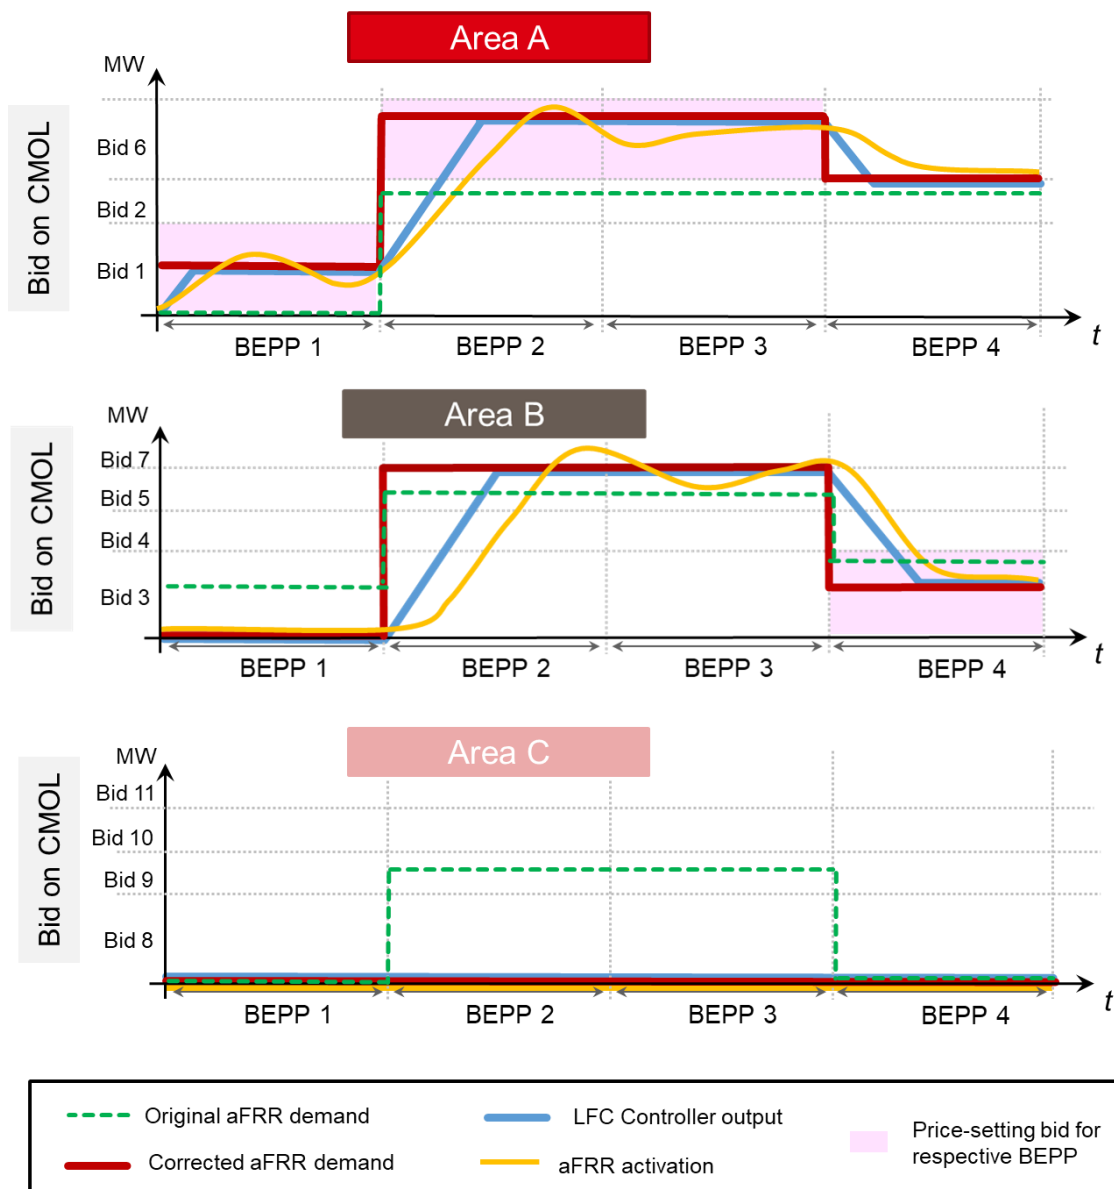 Area A
MW
Bid on CMOL
Bid 6
Bid 2
Bid 1
BEPP 1
BEPP 2
BEPP 3
BEPP 4
t
Area B
MW
Bid on CMOL
Bid 7
Bid 5
Bid 4
Bid 3
BEPP 1
BEPP 2
BEPP 3
BEPP 4
t
Area C
MW
Bid on CMOL
Bid 11
Bid 10
Bid 9
Bid 8
BEPP 1
BEPP 2
BEPP 3
BEPP 4
t
Original aFRR demand
LFC Controller output
Price-setting bid for
respective BEPP
Corrected aFRR demand
aFRR activation